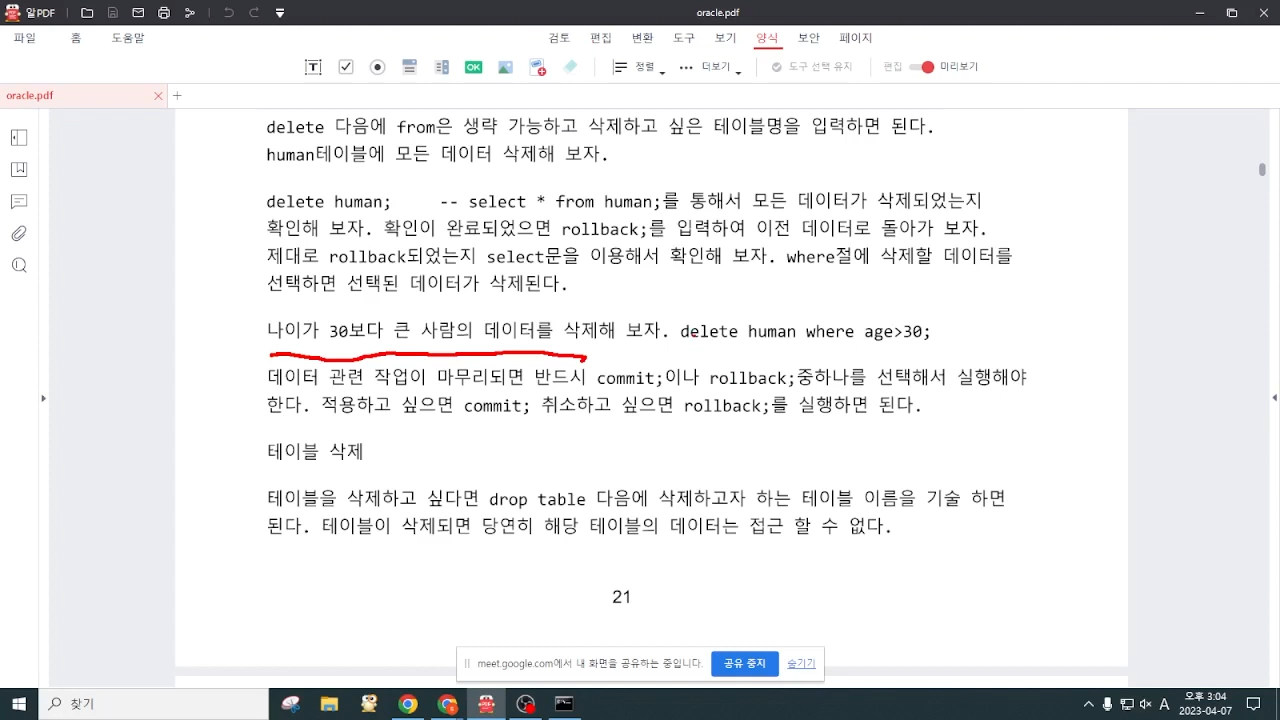 알PDF
oracle.pdf
파일 홈 도움말 검토 편집 변환 도구 보기 양식 보안 페이지
OK 정렬 더보기 도구 선택 유지 편집 미리보기
oracle.pdf
delete 다음에 from은 생략 가능하고 삭제하고 싶은 테이블명을 입력하면 된다.
human테이블에 모든 데이터 삭제해 보자.
delete human; -- select * from human;를 통해서 모든 데이터가 삭제되었는지
확인해 보자. 확인이 완료되었으면 rollback;를 입력하여 이전 데이터로 돌아가 보자.
제대로 rollback되었는지 select문을 이용해서 확인해 보자. where절에 삭제할 데이터를
선택하면 선택된 데이터가 삭제된다.
나이가 30보다 큰 사람의 데이터를 삭제해 보자. delete human where age>30;
데이터 관련 작업이 마무리되면 반드시 commit;이나 rollback;중하나를 선택해서 실행해야
한다. 적용하고 싶으면 commit; 취소하고 싶으면 rollback;를 실행하면 된다.
테이블 삭제
테이블을 삭제하고 싶다면 drop table 다음에 삭제하고자 하는 테이블 이름을 기술 하면
된다. 테이블이 삭제되면 당연히 해당 테이블의 데이터는 접근 할 수 없다.
21
meet.google.com에서 내 화면을 공유하는 중입니다. 공유 중지 숨기기
찾기
A 오후 3:04
2023-04-07